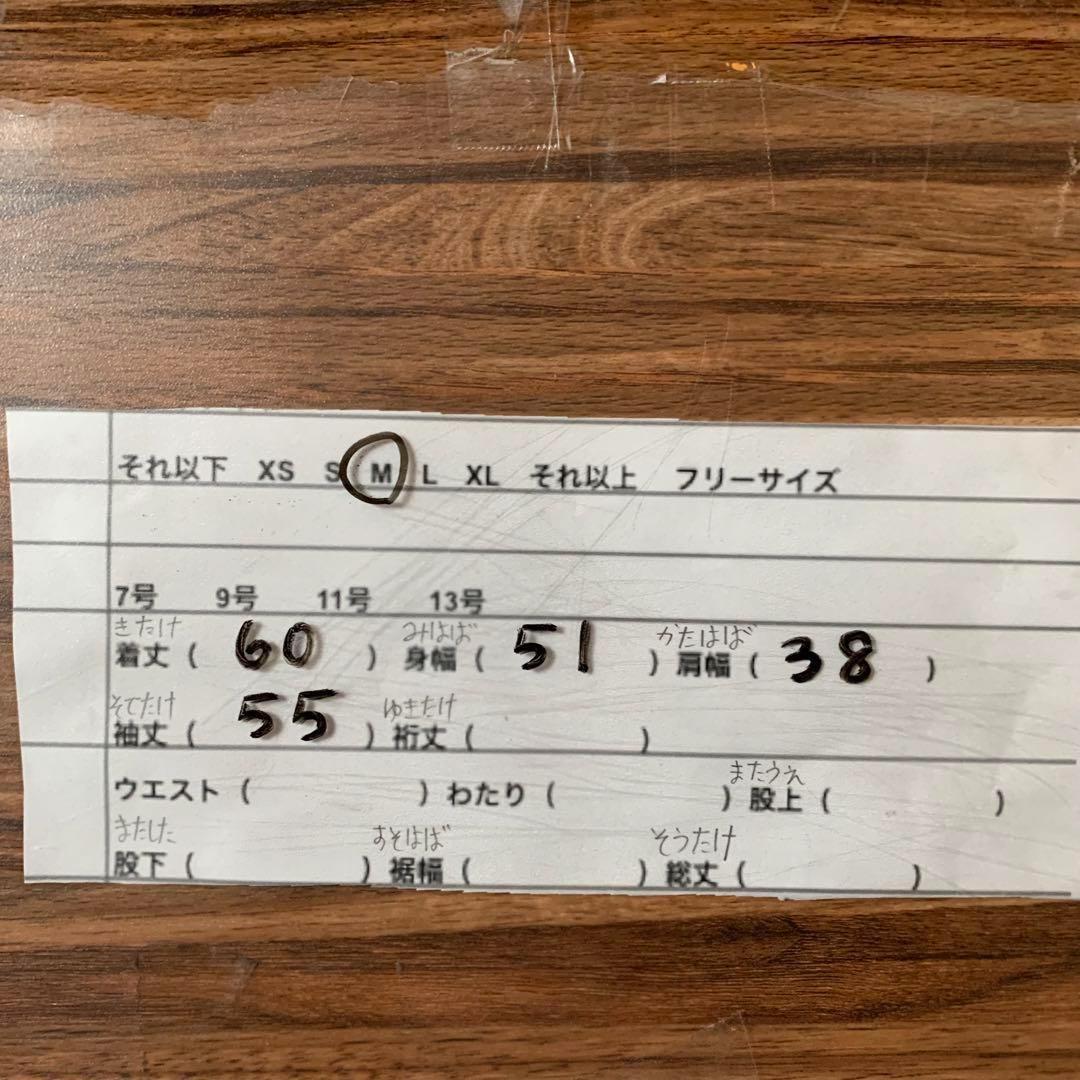 それ以下 XS S M L XL それ以上 フリーサイズ
7号 9号 11号 13号
きたけ みはば かたはば
着丈 ( 60 ) 身幅 ( 51 ) 肩幅 ( 38 )
そでたけ ゆきたけ
袖丈 ( 55 ) 裄丈 ( )
またうえ
ウエスト ( ) わたり ( ) 股上 ( )
またした すそはば そうたけ
股下 ( ) 裾幅 ( ) 総丈 ( )